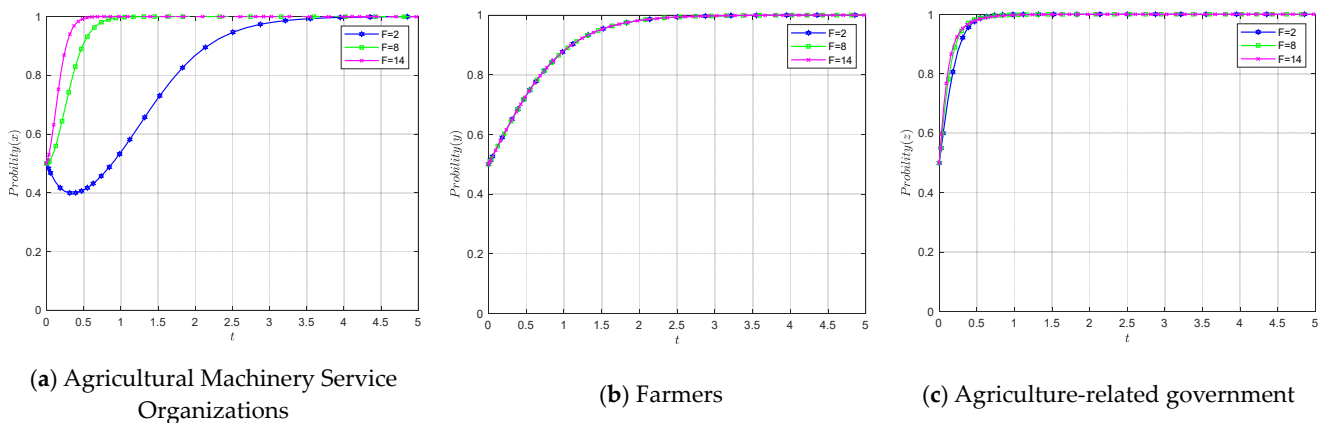 1
0.8
0.6
0.4
0.2
0
Probility(x)
0 0.5 1 1.5 2 2.5 3 3.5 4 4.5 5
t
F=2
F=8
F=14
(a) Agricultural Machinery Service
Organizations
1
0.8
0.6
0.4
0.2
0
Probility(y)
0 0.5 1 1.5 2 2.5 3 3.5 4 4.5 5
t
F=2
F=8
F=14
(b) Farmers
1
0.8
0.6
0.4
0.2
0
Probility(z)
0 0.5 1 1.5 2 2.5 3 3.5 4 4.5 5
t
F=2
F=8
F=14
(c) Agriculture-related government